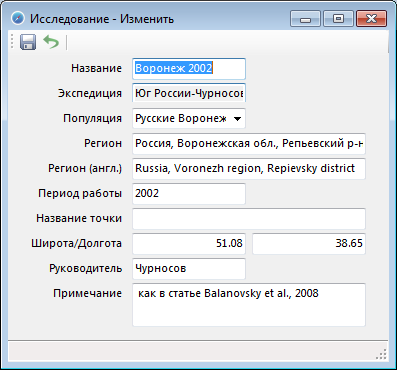 Исследование - Изменить
Название Воронеж 2002
Экспедиция Юг России-Чурносов
Популяция Русские Воронеж
Регион Россия, Воронежская обл., Репьевский р-н
Регион (англ.) Russia, Voronezh region, Repievsky district
Период работы 2002
Название точки
Широта/Долгота 51.08 38.65
Руководитель Чурносов
Примечание как в статье Balanovsky et al., 2008